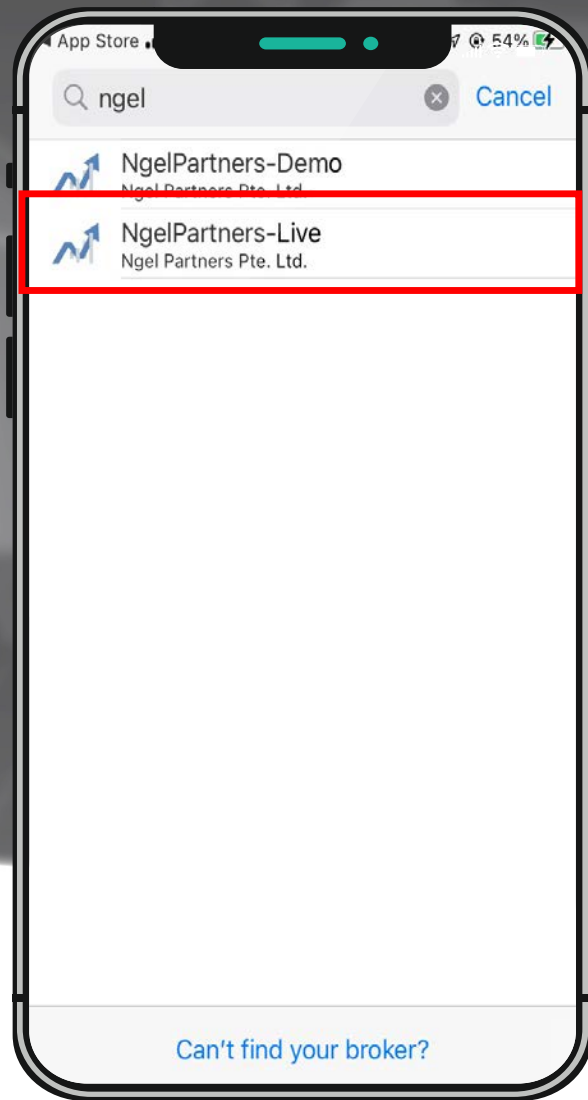 App Store
54%
ngel
Cancel
NgelPartners-Demo
Ngel Partners Pte. Ltd.
NgelPartners-Live
Ngel Partners Pte. Ltd.
Can't find your broker?